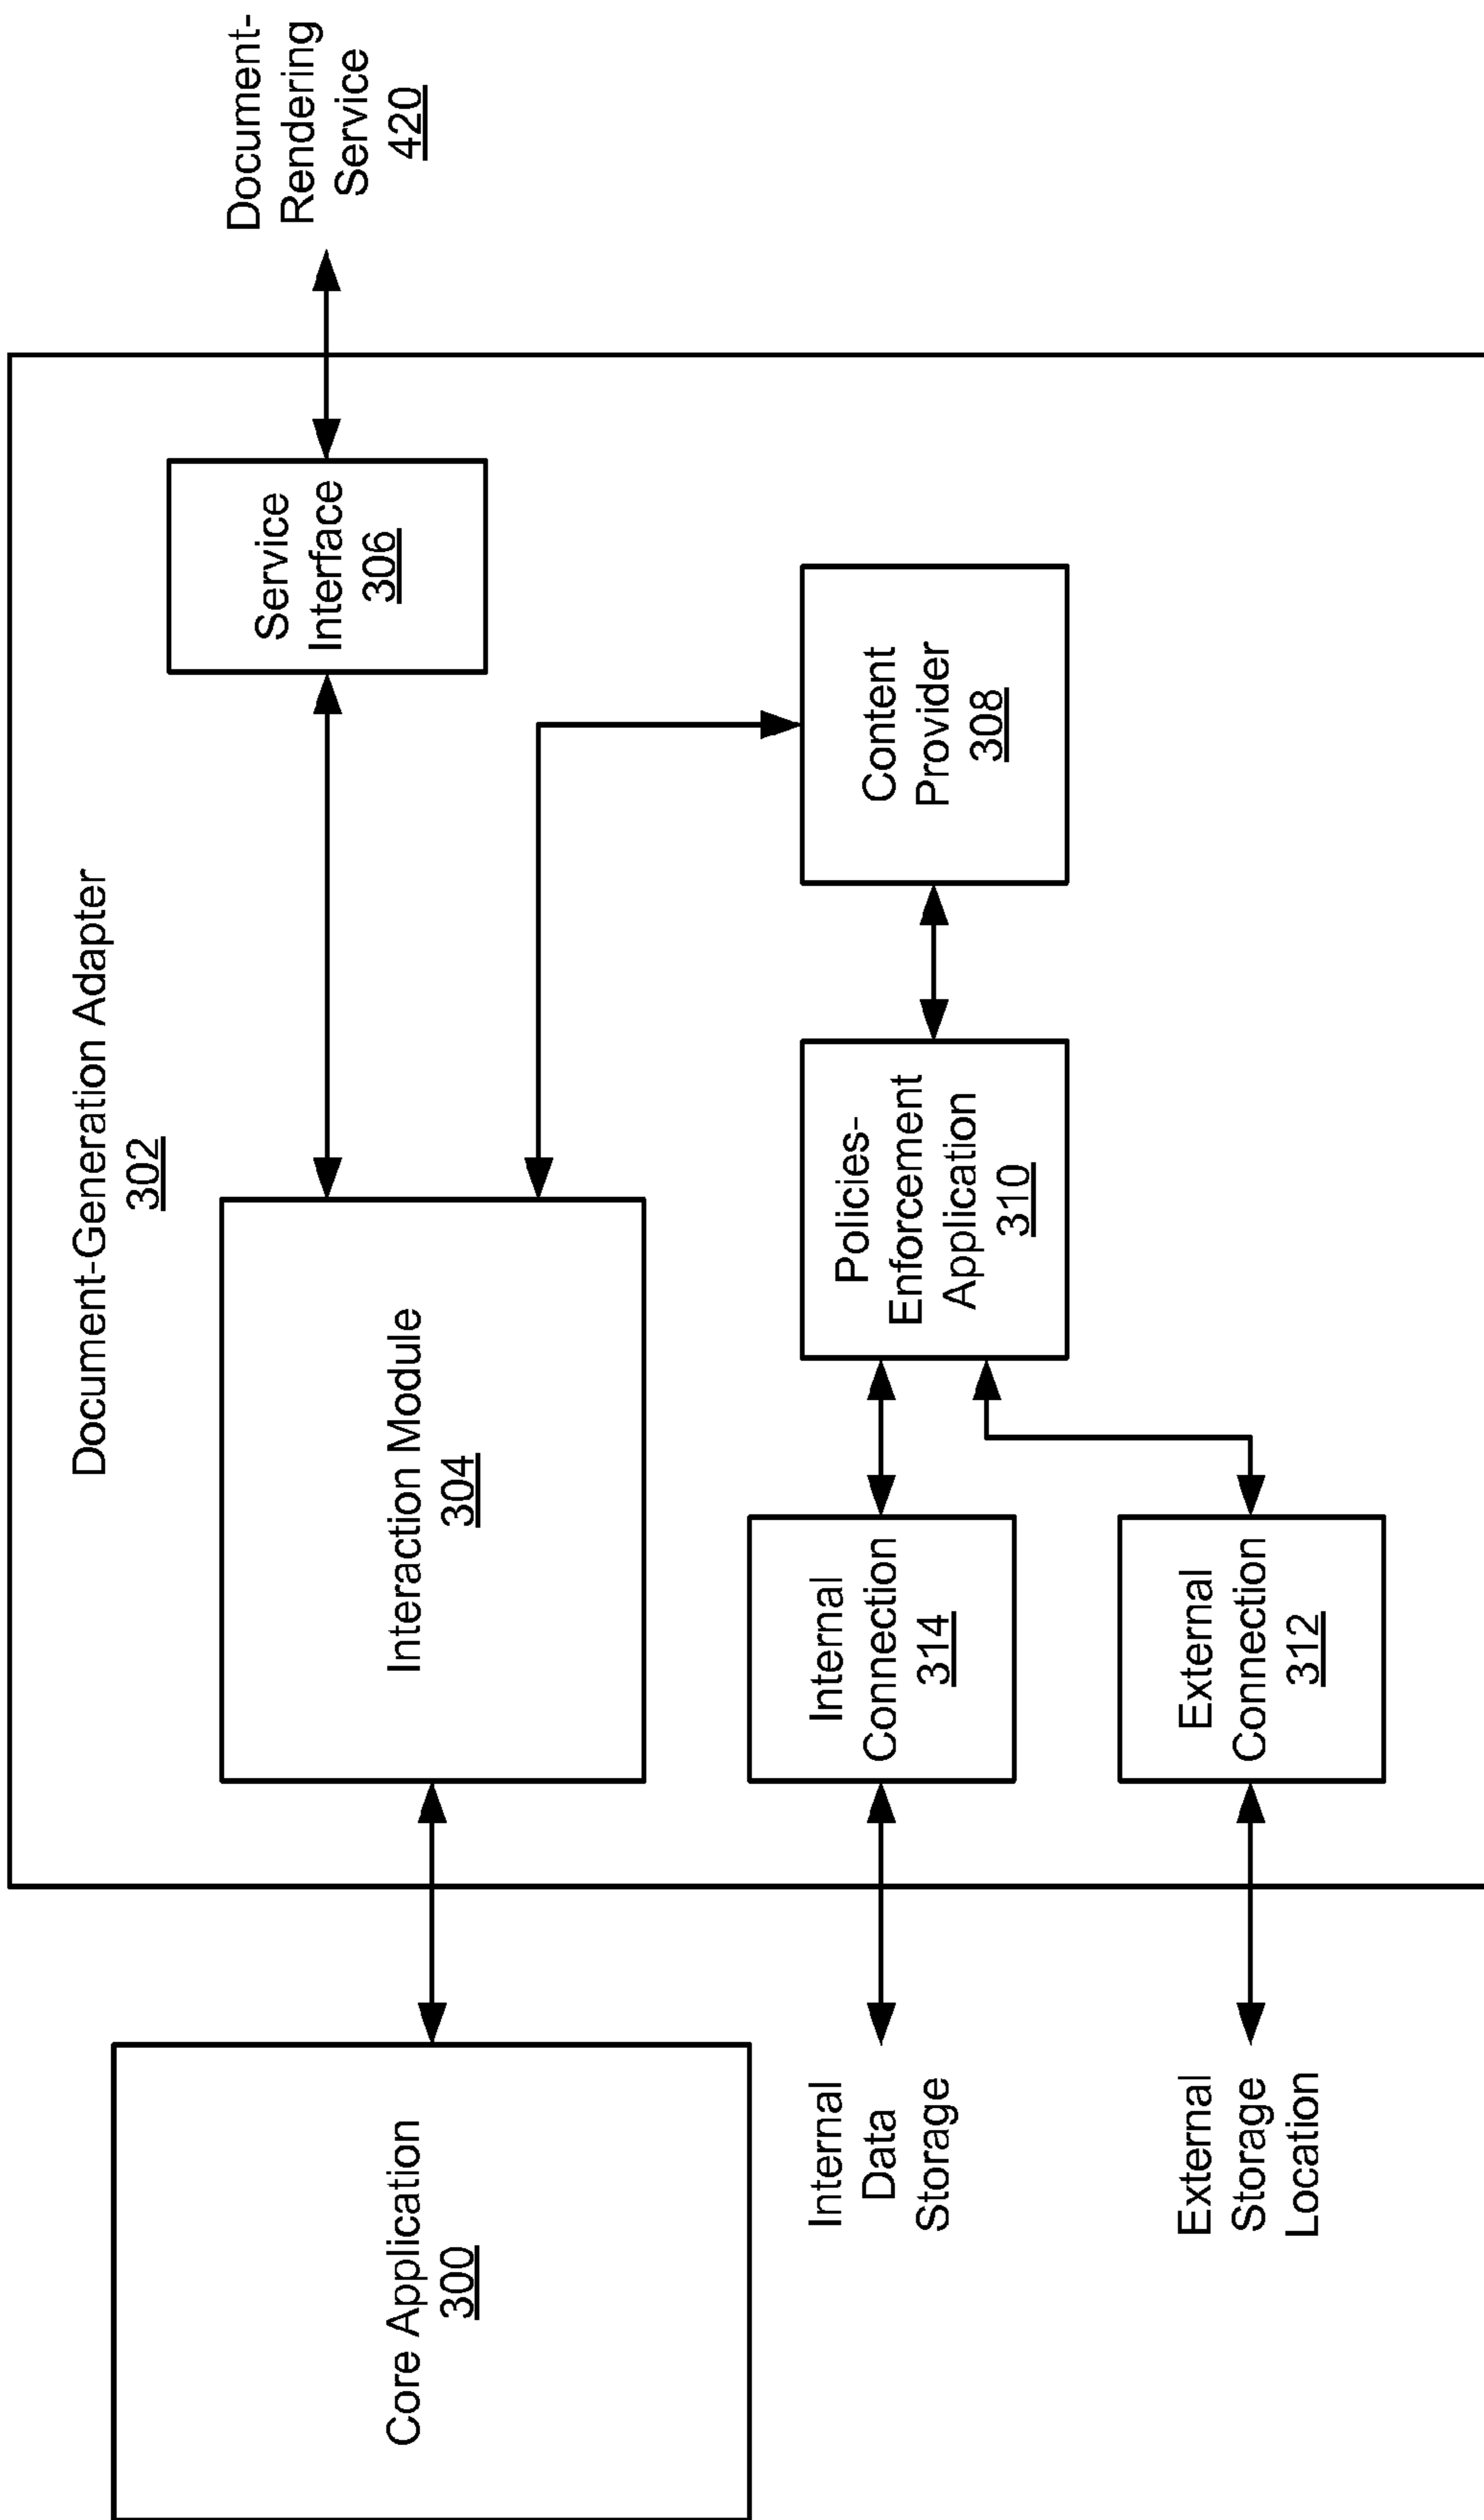 Document-Generation Adapter
302
Core Application
300
Interaction Module
304
Service
Interface
306
Document-
Rendering
Service
420
Internal
Data
Storage
Internal
Connection
314
Policies-
Enforcement
Application
310
Content
Provider
308
External
Storage
Location
External
Connection
312